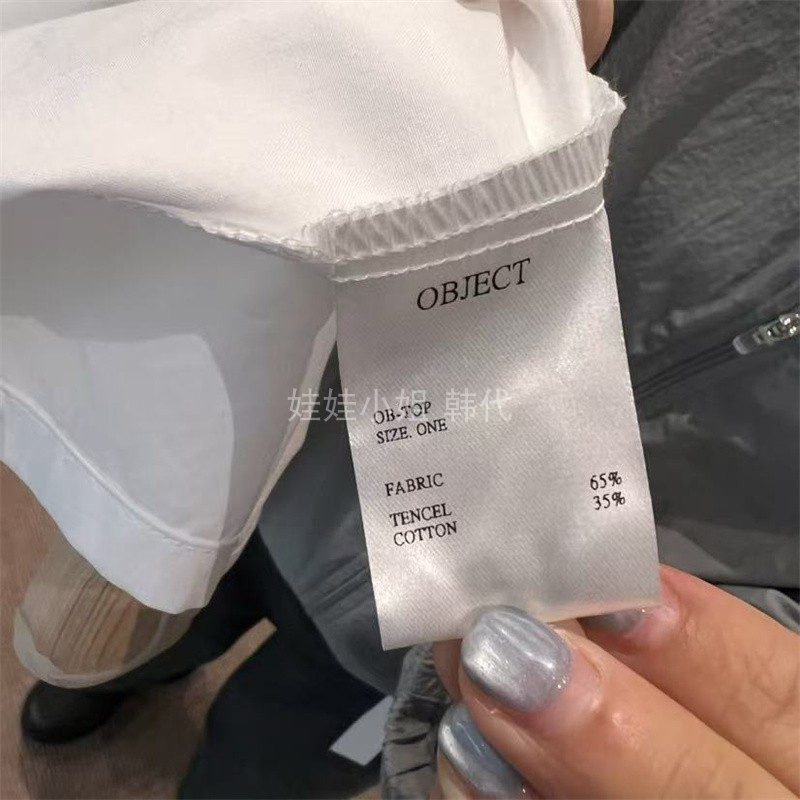 OBJECT
娃娃小姐 韩代
OB-TOP
SIZE. ONE
FABRIC
65%
TENCEL
35%
COTTON